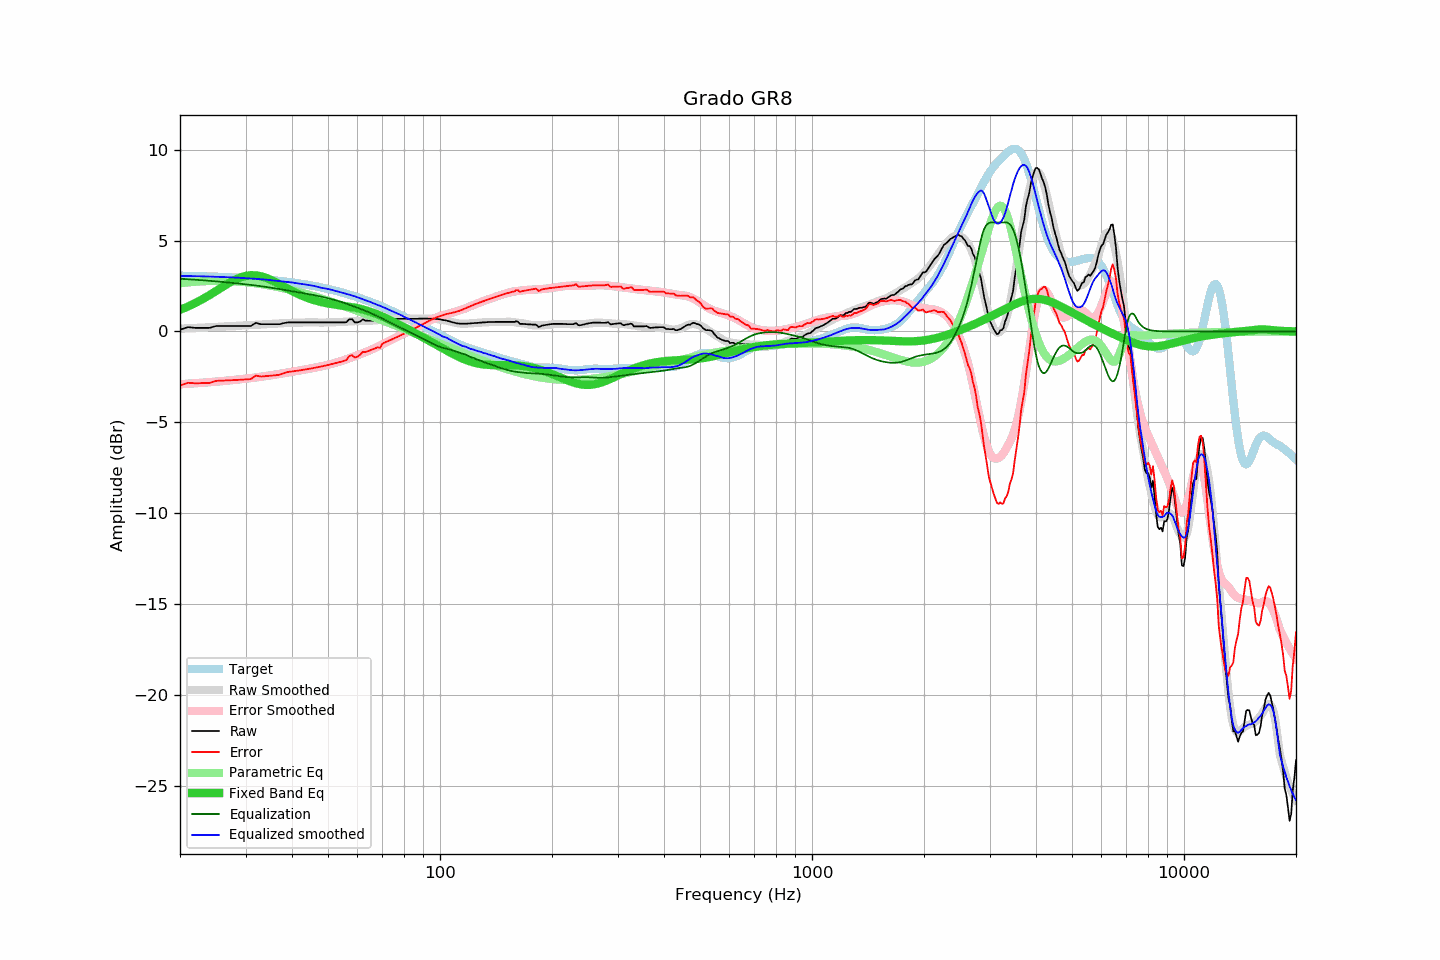 Grado GR8
Amplitude (dBr)
10
5
0
−5
−10
−15
−20
−25
Target
Raw Smoothed
Error Smoothed
Raw
Error
Parametric Eq
Fixed Band Eq
Equalization
Equalized smoothed
100
1000
10000
Frequency (Hz)